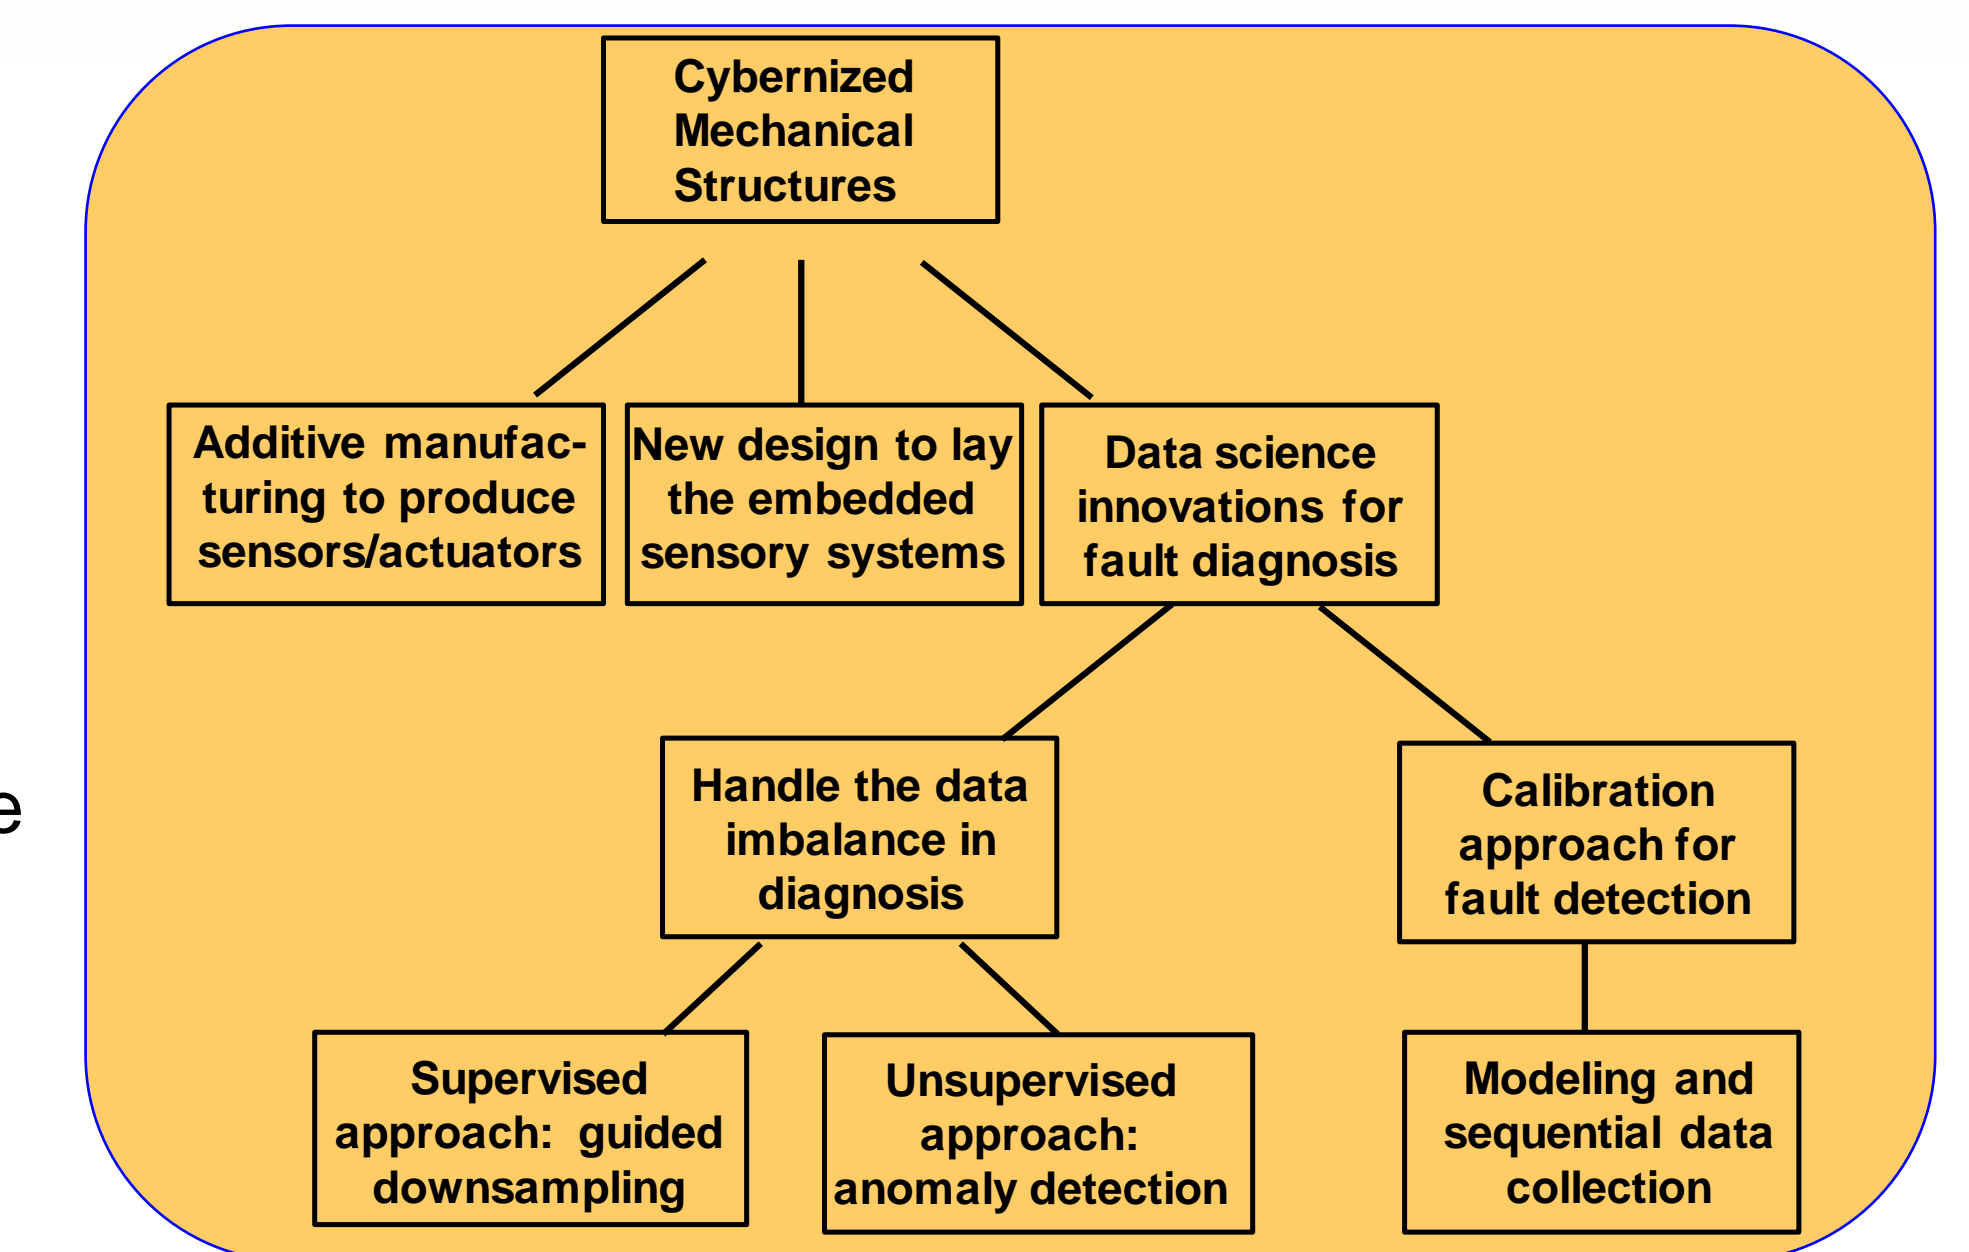 Cybernized
Mechanical
Structures
Additive manufac-
turing to produce
sensors/actuators
New design to lay
the embedded
sensory systems
Data science
innovations for
fault diagnosis
e
Handle the data
imbalance in
diagnosis
Calibration
approach for
fault detection
Supervised
approach: guided
downsampling
Unsupervised
approach:
anomaly detection
Modeling and
sequential data
collection